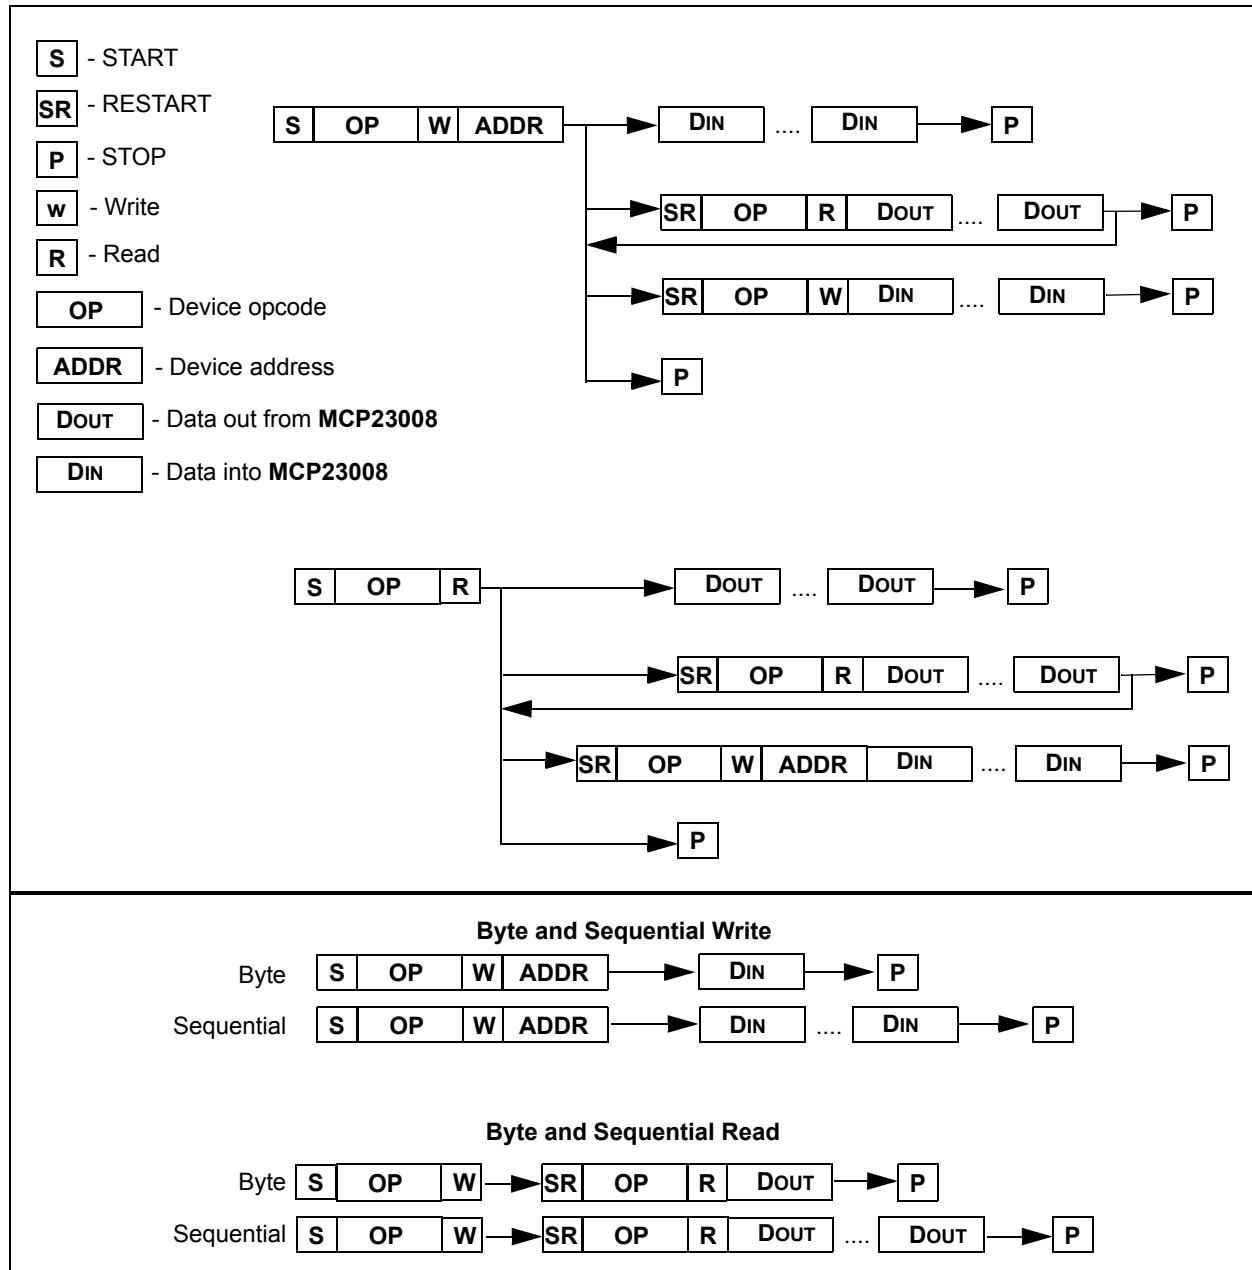 S - START
SR - RESTART
P - STOP
w - Write
R - Read
OP - Device opcode
ADDR - Device address
DOUT - Data out from MCP23008
DIN - Data into MCP23008
S OP W ADDR DIN .... DIN P
SR OP R DOUT .... DOUT P
SR OP W DIN .... DIN P
P
S OP R DOUT .... DOUT P
SR OP R DOUT .... DOUT P
SR OP W ADDR DIN .... DIN P
P
Byte and Sequential Write
Byte S OP W ADDR DIN P
Sequential S OP W ADDR DIN .... DIN P
Byte and Sequential Read
Byte S OP W SR OP R DOUT P
Sequential S OP W SR OP R DOUT .... DOUT P